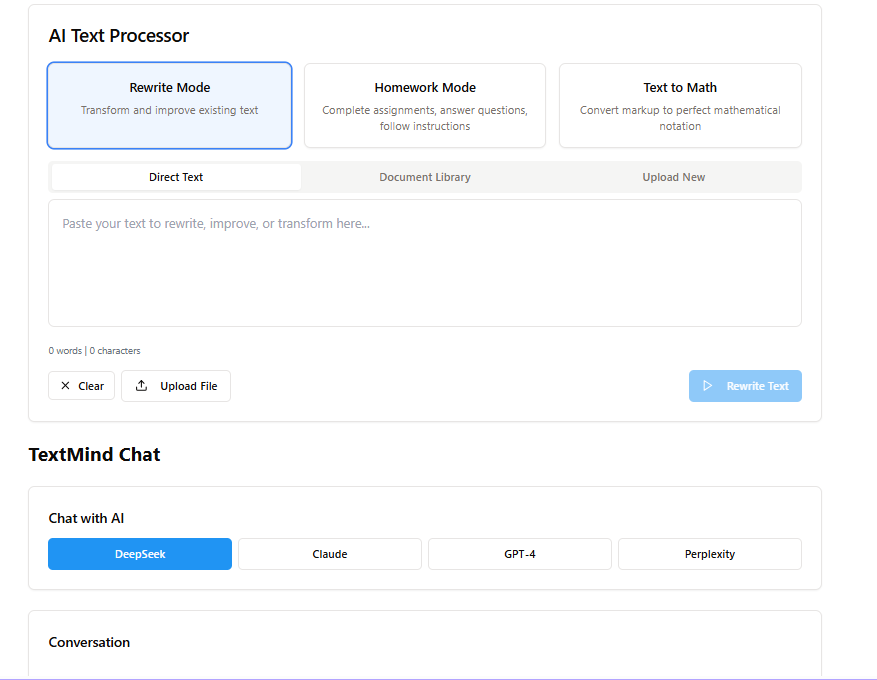 AI Text Processor
Rewrite Mode
Transform and improve existing text
Homework Mode
Complete assignments, answer questions,
follow instructions
Text to Math
Convert markup to perfect mathematical
notation
Direct Text
Document Library
Upload New
Paste your text to rewrite, improve, or transform here...
0 words | 0 characters
Clear
Upload File
Rewrite Text
TextMind Chat
Chat with AI
DeepSeek
Claude
GPT-4
Perplexity
Conversation